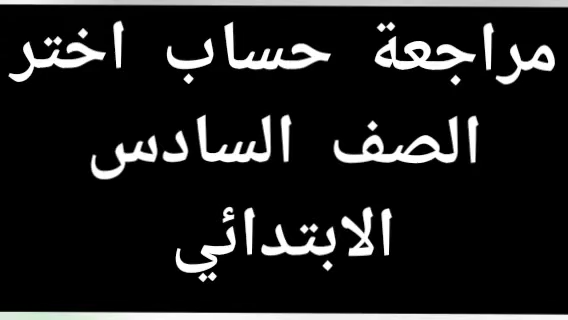 مراجعة حساب اختر
الصف السادس
الابتدائي